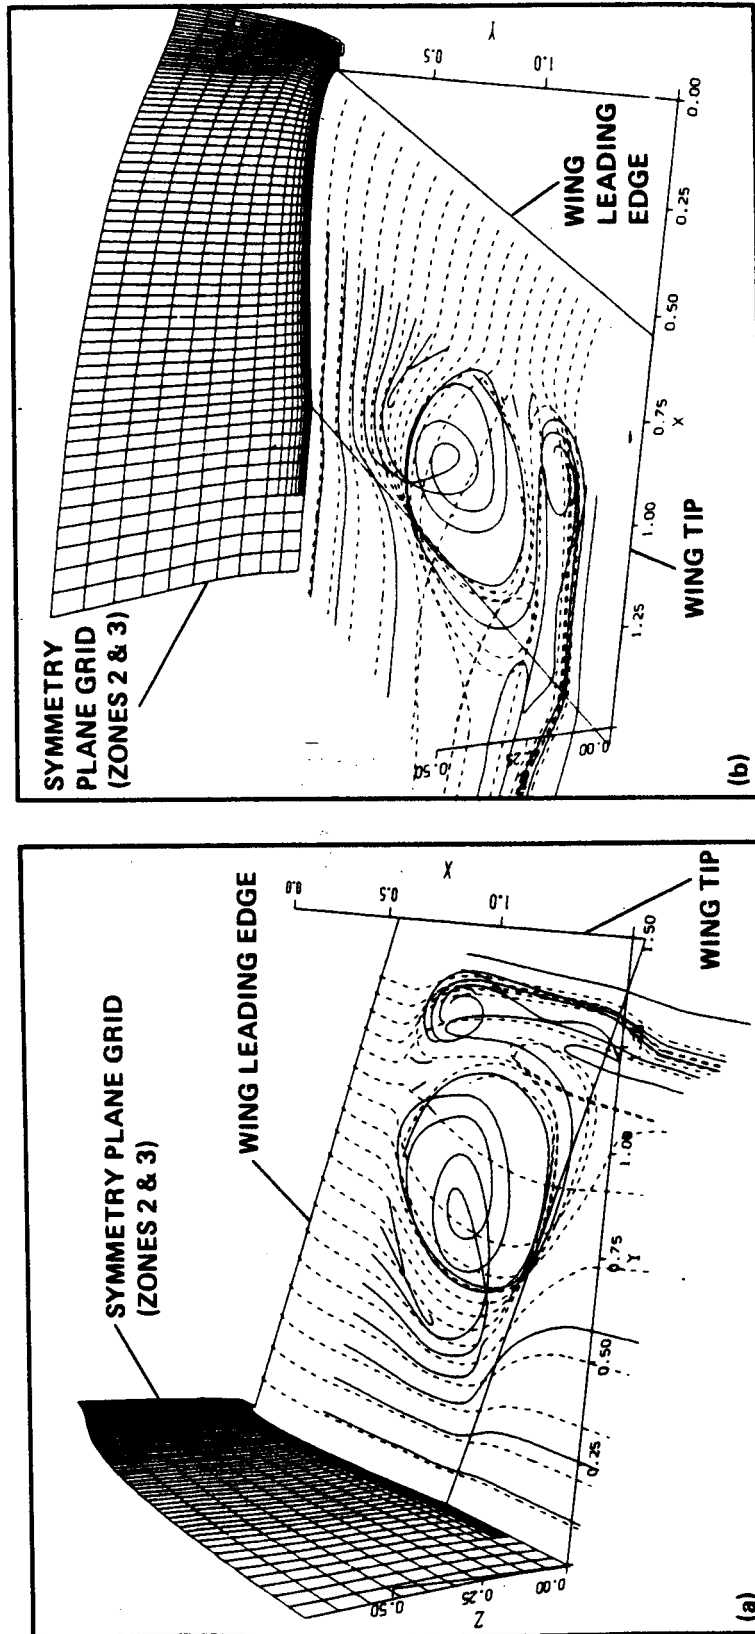 SYMMETRY PLANE GRID
(ZONES 2 & 3)
WING LEADING EDGE
WING TIP
0.0
0.5
1.0
1.50
X
Z
0.50
0.25
0.00
0.25
0.50
0.75
Y
1.00
1.25
(a)
SYMMETRY
PLANE GRID
(ZONES 2 & 3)
WING
LEADING
EDGE
WING TIP
Y
0.5
1.0
0.00
0.25
0.50
0.75
X
1.00
1.25
0.50
0.00
(b)